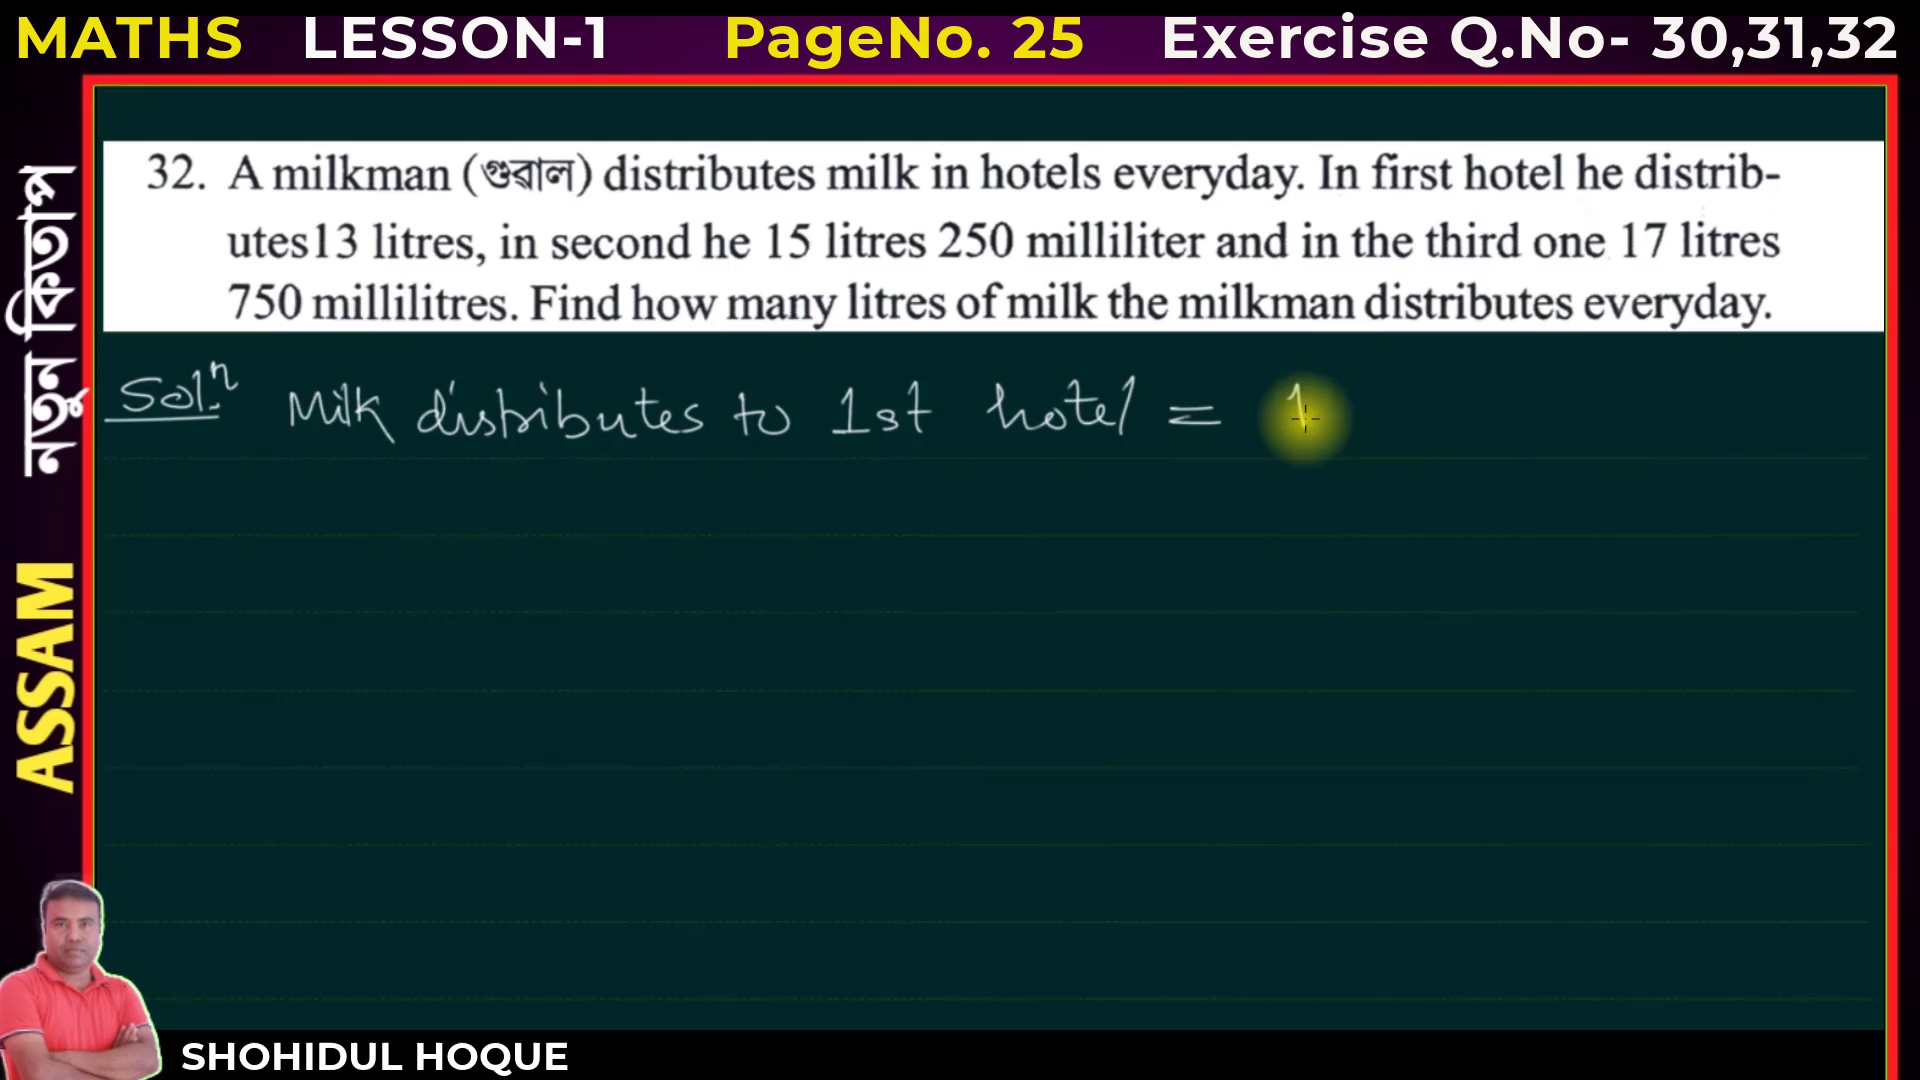 MATHS LESSON-1 PageNo. 25 Exercise Q.No- 30,31,32
32. A milkman (গুৱাল) distributes milk in hotels everyday. In first hotel he distrib-
utes13 litres, in second he 15 litres 250 milliliter and in the third one 17 litres
750 millilitres. Find how many litres of milk the milkman distributes everyday.
Solⁿ Milk distributes to 1st hotel = 1
নতুন কিতাপ
ASSAM
SHOHIDUL HOQUE